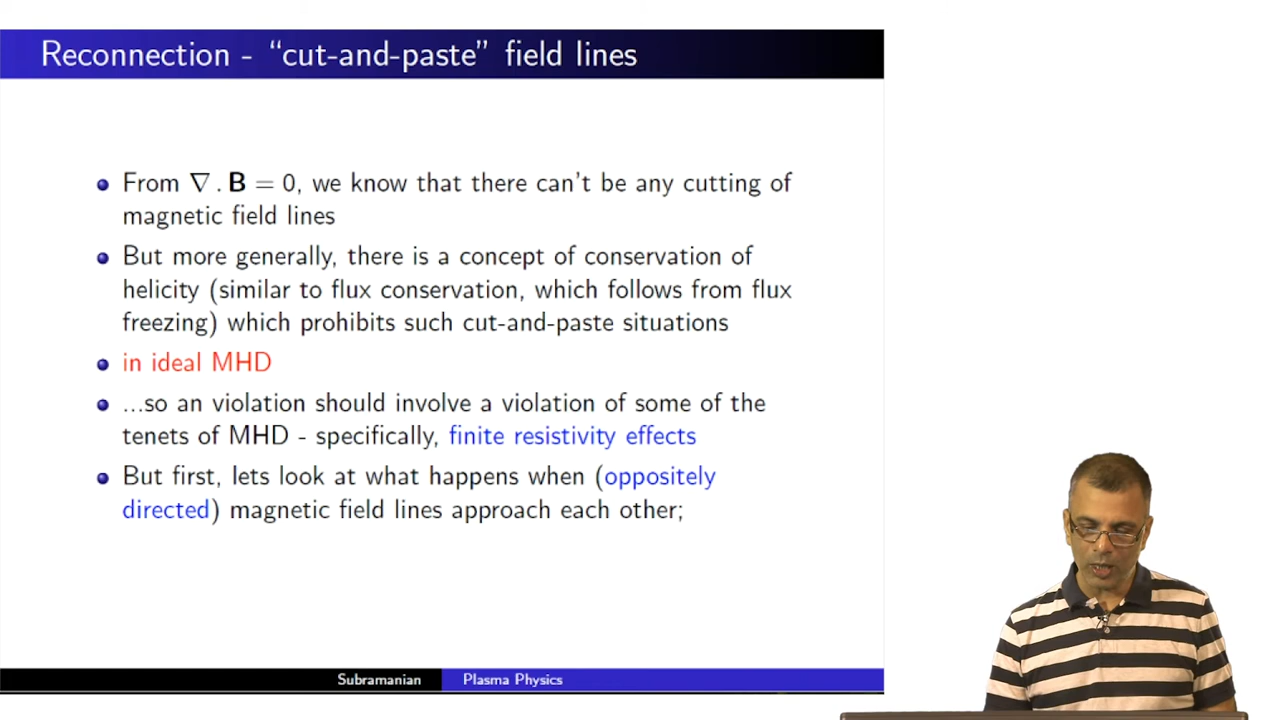 Reconnection - “cut-and-paste” field lines
From ∇ . B = 0, we know that there can't be any cutting of
magnetic field lines
But more generally, there is a concept of conservation of
helicity (similar to flux conservation, which follows from flux
freezing) which prohibits such cut-and-paste situations
in ideal MHD
...so an violation should involve a violation of some of the
tenets of MHD - specifically, finite resistivity effects
But first, lets look at what happens when (oppositely
directed) magnetic field lines approach each other;
Subramanian
Plasma Physics